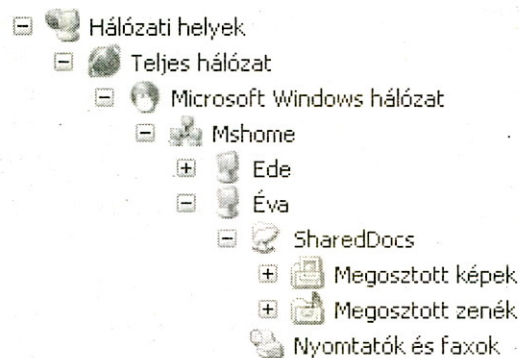 Hálózati helyek
Teljes hálózat
Microsoft Windows hálózat
Mshome
Ede
Éva
SharedDocs
Megosztott képek
Megosztott zenék
Nyomtatók és faxok